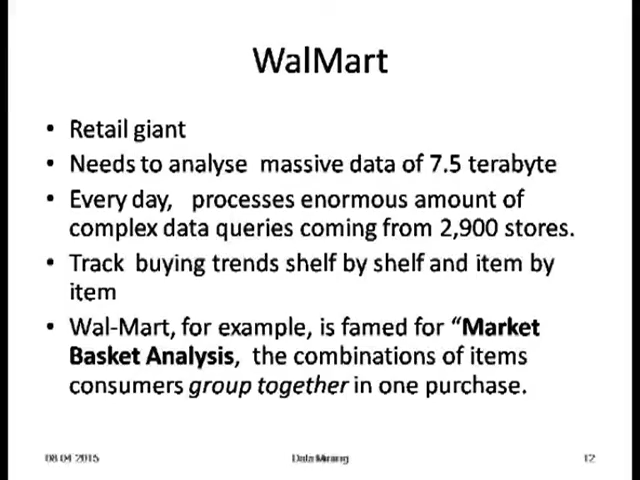 WalMart
• Retail giant
• Needs to analyse massive data of 7.5 terabyte
• Every day, processes enormous amount of
complex data queries coming from 2,900 stores.
• Track buying trends shelf by shelf and item by
item
• Wal-Mart, for example, is famed for “Market
Basket Analysis, the combinations of items
consumers group together in one purchase.
08.04.2015 Data Mining 12